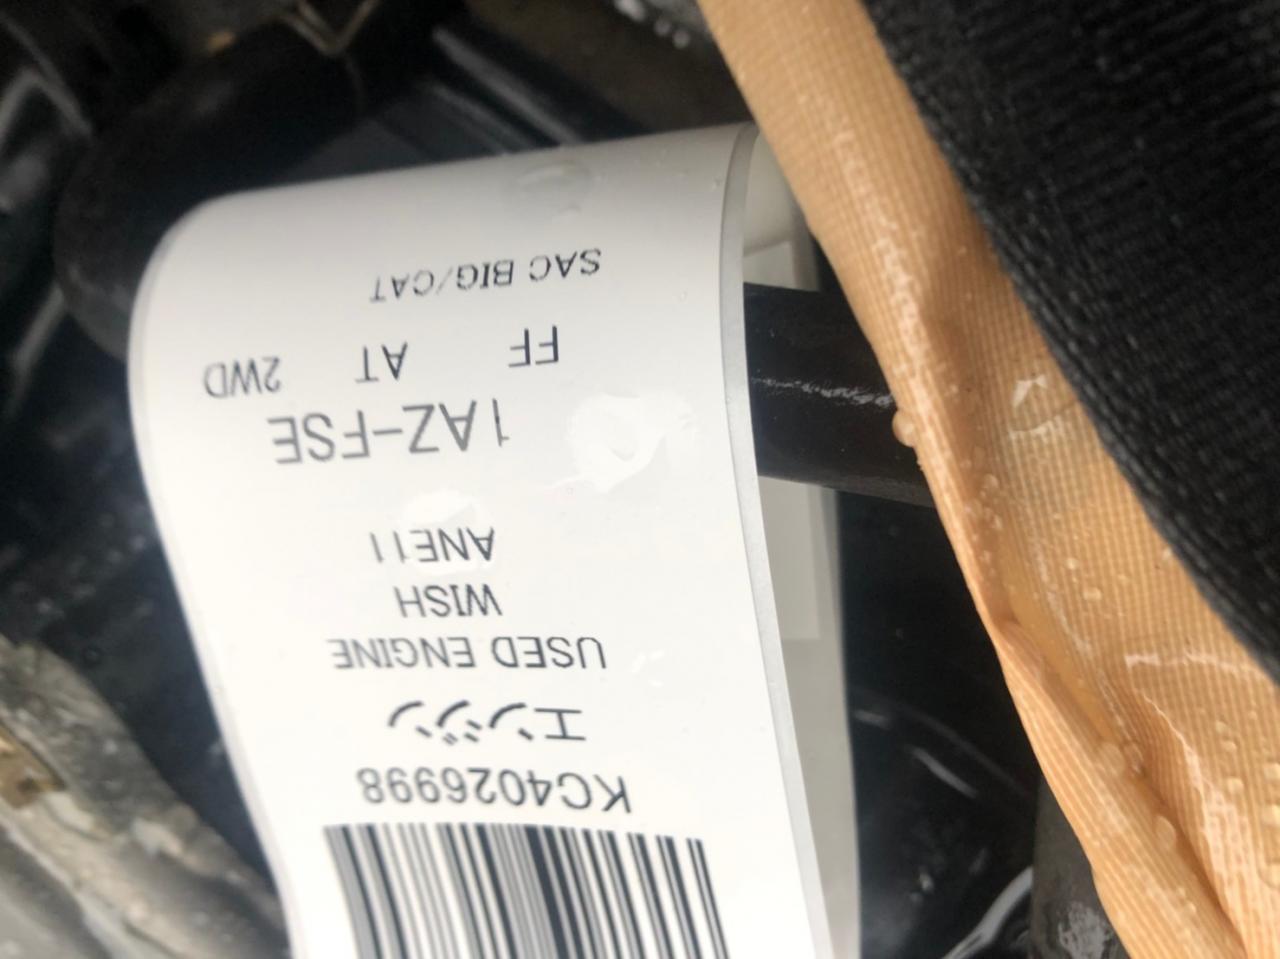 KC4026998
エンジン
USED ENGINE
WISH
ANE11
1AZ-FSE
FF AT 2WD
SAC BIG/CAT